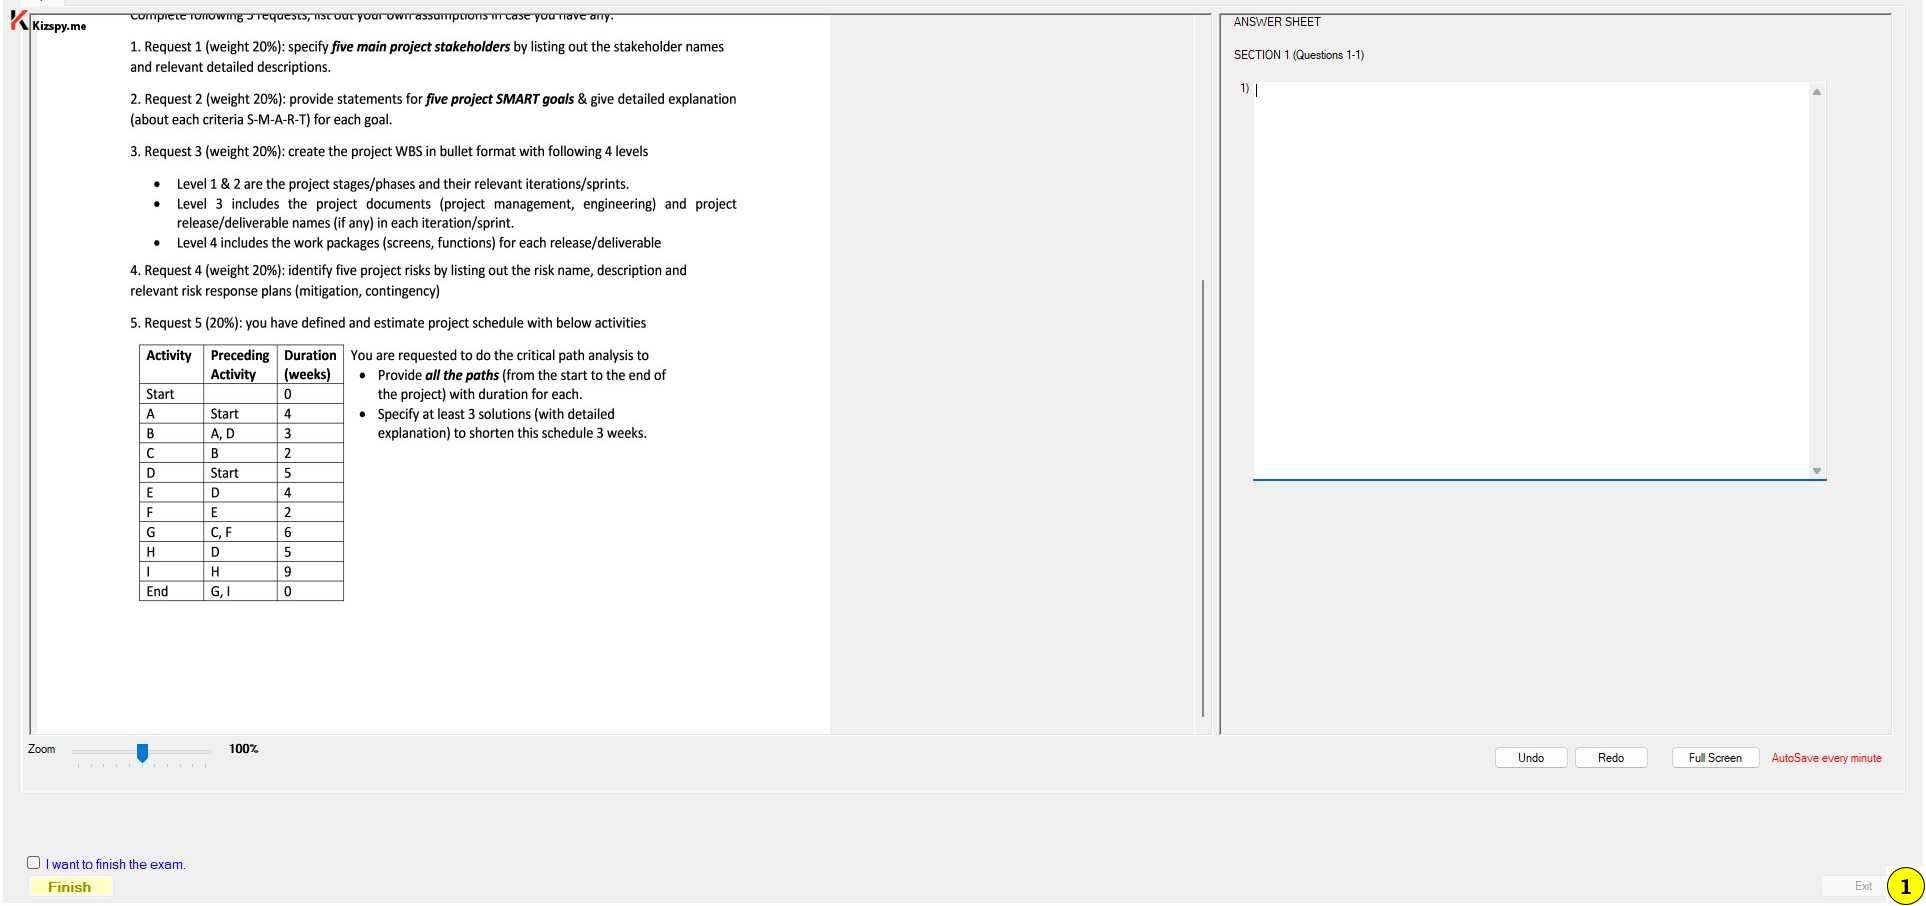 Kizspy.me
Complete following 5 requests, list out your own assumptions in case you have any.
1. Request 1 (weight 20%): specify five main project stakeholders by listing out the stakeholder names
and relevant detailed descriptions.
2. Request 2 (weight 20%): provide statements for five project SMART goals & give detailed explanation
(about each criteria S-M-A-R-T) for each goal.
3. Request 3 (weight 20%): create the project WBS in bullet format with following 4 levels
• Level 1 & 2 are the project stages/phases and their relevant iterations/sprints.
• Level 3 includes the project documents (project management, engineering) and project
release/deliverable names (if any) in each iteration/sprint.
• Level 4 includes the work packages (screens, functions) for each release/deliverable
4. Request 4 (weight 20%): identify five project risks by listing out the risk name, description and
relevant risk response plans (mitigation, contingency)
5. Request 5 (20%): you have defined and estimate project schedule with below activities
Activity Preceding Activity Duration (weeks)
Start 0
A Start 4
B A, D 3
C B 2
D Start 5
E D 4
F E 2
G C, F 6
H D 5
I H 9
End G, I 0
You are requested to do the critical path analysis to
• Provide all the paths (from the start to the end of
the project) with duration for each.
• Specify at least 3 solutions (with detailed
explanation) to shorten this schedule 3 weeks.
Zoom 100%
ANSWER SHEET
SECTION 1 (Questions 1-1)
1)
Undo Redo Full Screen AutoSave every minute
I want to finish the exam.
Finish
Exit 1